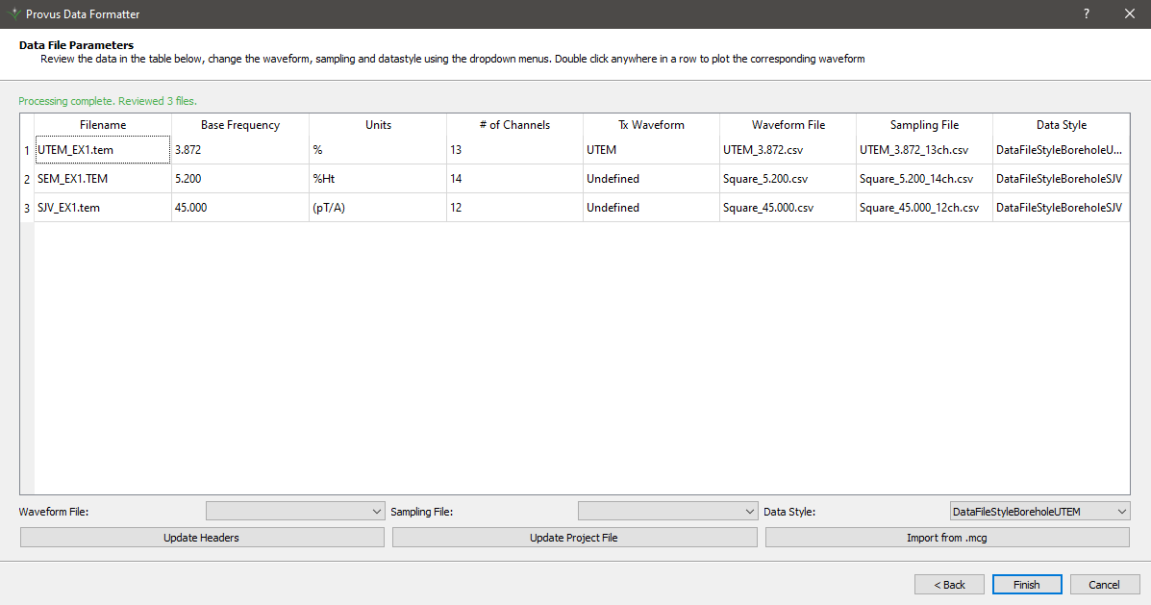 Provus Data Formatter
?
Data File Parameters
Review the data in the table below, change the waveform, sampling and datastyle using the dropdown menus. Double click anywhere in a row to plot the corresponding waveform
Processing complete. Reviewed 3 files.
Filename Base Frequency Units # of Channels Tx Waveform Waveform File Sampling File Data Style
1 UTEM_EX1.tem 3.872 % 13 UTEM UTEM_3.872.csv UTEM_3.872_13ch.csv DataFileStyleBoreholeU...
2 SEM_EX1.TEM 5.200 %Ht 14 Undefined Square_5.200.csv Square_5.200_14ch.csv DataFileStyleBoreholeSJV
3 SJV_EX1.tem 45.000 (pT/A) 12 Undefined Square_45.000.csv Square_45.000_12ch.csv DataFileStyleBoreholeSJV
Waveform File: Sampling File: Data Style: DataFileStyleBoreholeUTEM
Update Headers Update Project File Import from .mcg
< Back Finish Cancel